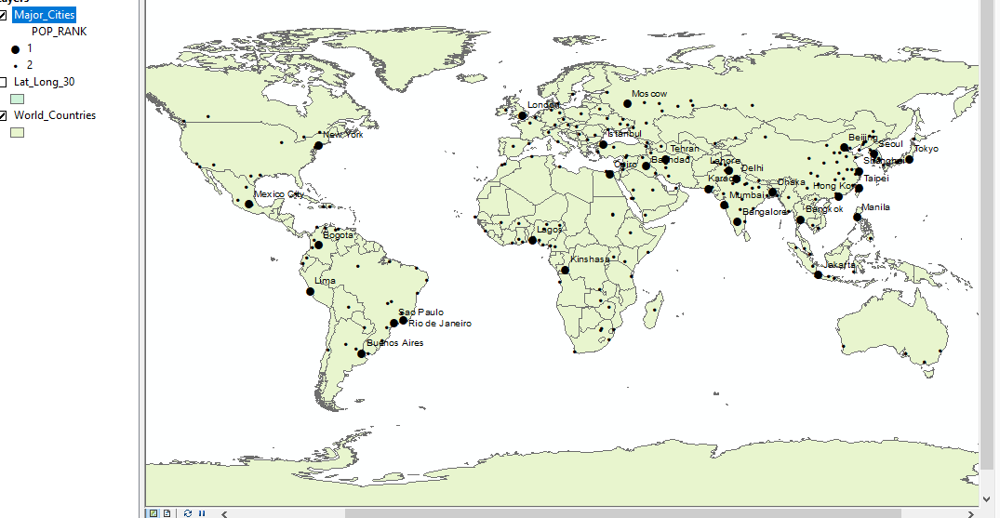 Layers
Major_Cities
POP_RANK
1
2
Lat_Long_30
World_Countries
Moscow
London
New York
Istanbul
Beijing
Seoul
Tokyo
Tehran
Baghdad
Lahore
Shanghai
Cairo
Delhi
Karachi
Dhaka
Hong Kong
Taipei
Mexico City
Mumbai
Bangalore
Bangkok
Manila
Lagos
Bogota
Kinshasa
Jakarta
Lima
Sao Paulo
Rio de Janeiro
Buenos Aires